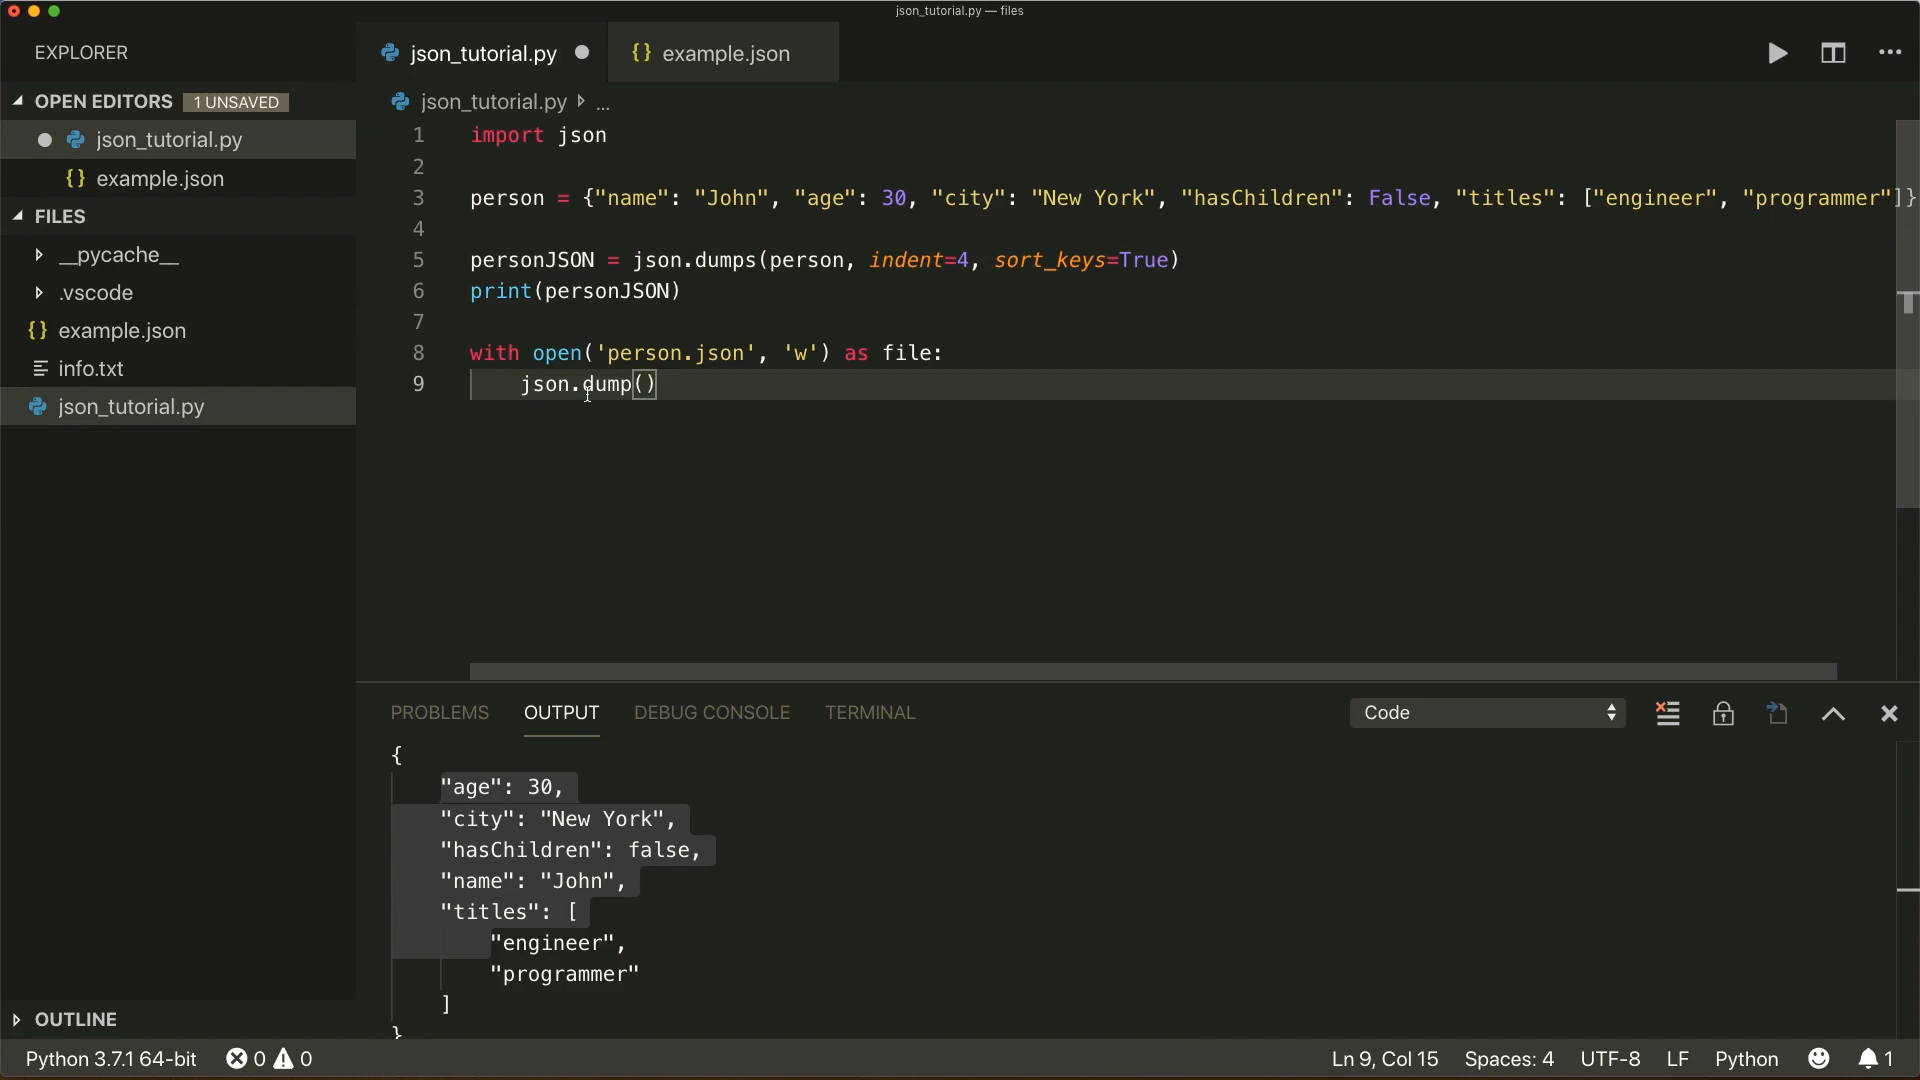 json_tutorial.py — files
EXPLORER
json_tutorial.py
example.json
OPEN EDITORS 1 UNSAVED
json_tutorial.py
example.json
FILES
__pycache__
.vscode
example.json
info.txt
json_tutorial.py
OUTLINE
json_tutorial.py ...
1 import json
2
3 person = {"name": "John", "age": 30, "city": "New York", "hasChildren": False, "titles": ["engineer", "programmer"]}
4
5 personJSON = json.dumps(person, indent=4, sort_keys=True)
6 print(personJSON)
7
8 with open('person.json', 'w') as file:
9 json.dump()
PROBLEMS OUTPUT DEBUG CONSOLE TERMINAL Code
{
"age": 30,
"city": "New York",
"hasChildren": false,
"name": "John",
"titles": [
"engineer",
"programmer"
]
}
Python 3.7.1 64-bit 0 0 Ln 9, Col 15 Spaces: 4 UTF-8 LF Python 1